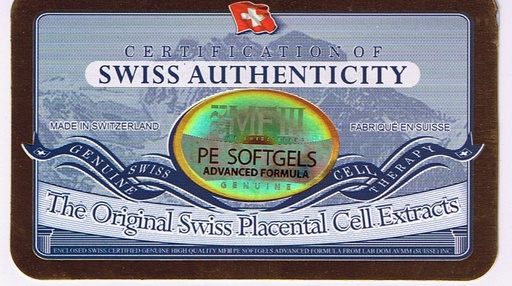 CERTIFICATION OF
SWISS AUTHENTICITY
MADE IN SWITZERLAND
FABRIQUÉ EN SUISSE
MFIII
PE SOFTGELS
ADVANCED FORMULA
GENUINE
GENUINE SWISS CELL THERAPY
The Original Swiss Placental Cell Extracts
ENCLOSED SWISS CERTIFIED GENUINE HIGH QUALITY MFIII PE SOFTGELS ADVANCED FORMULA FROM LAB DOM AVMM (SUISSE) INC